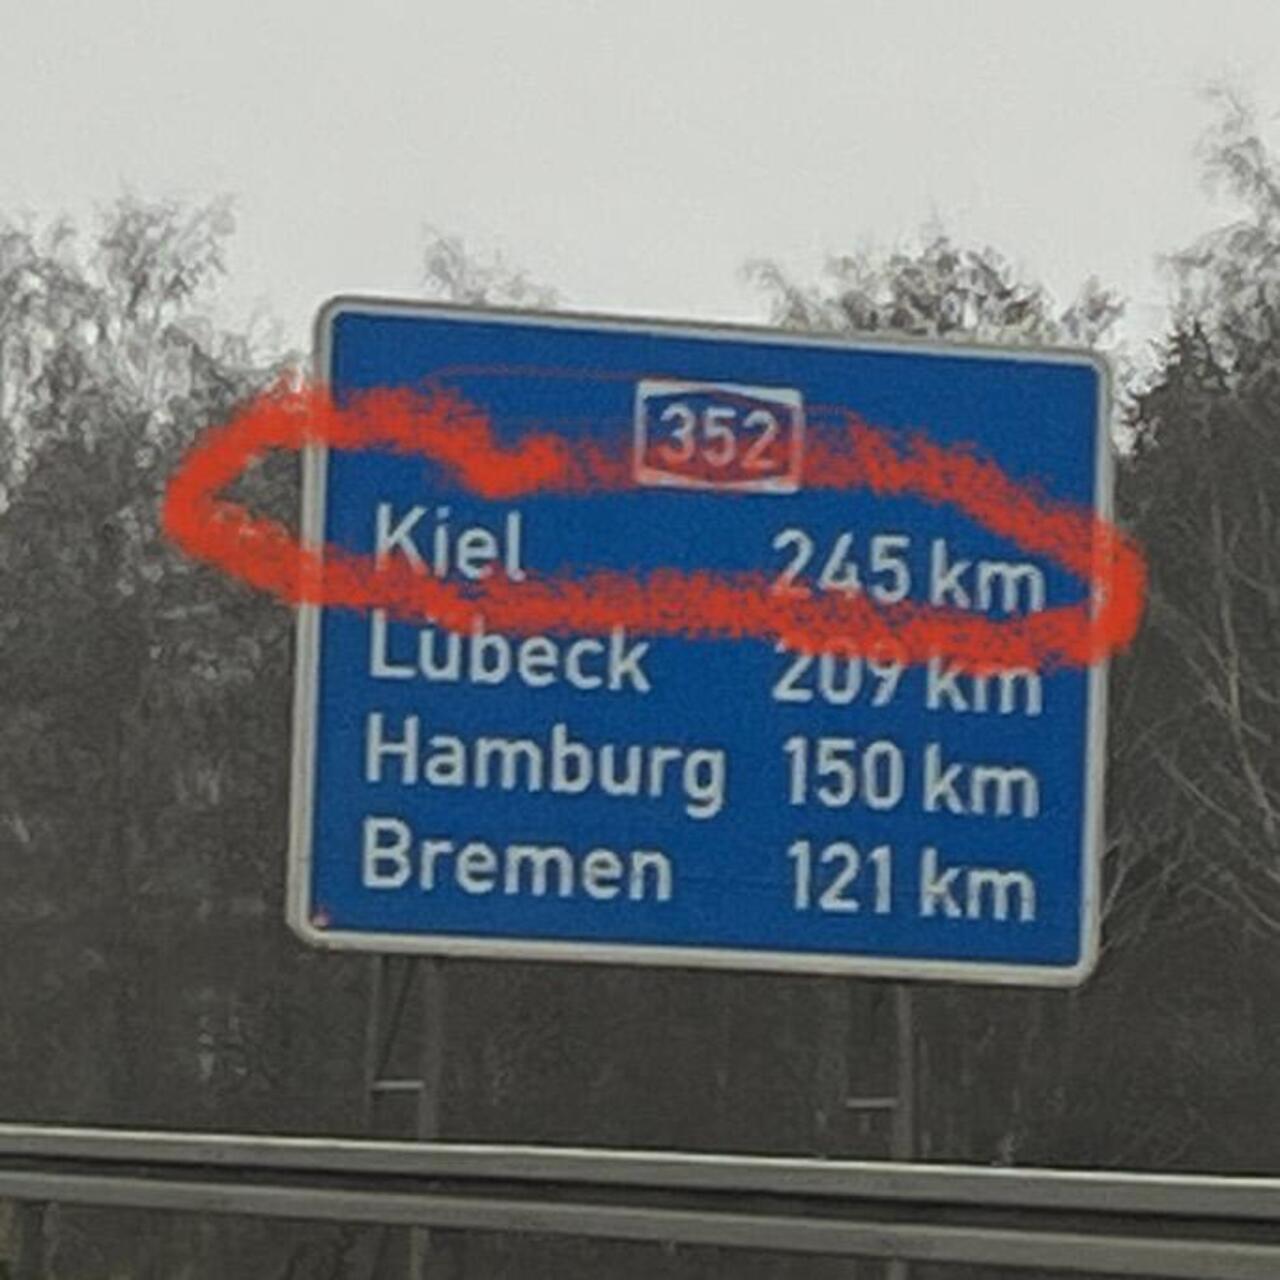 352
Kiel 245 km
Lübeck 209 km
Hamburg 150 km
Bremen 121 km